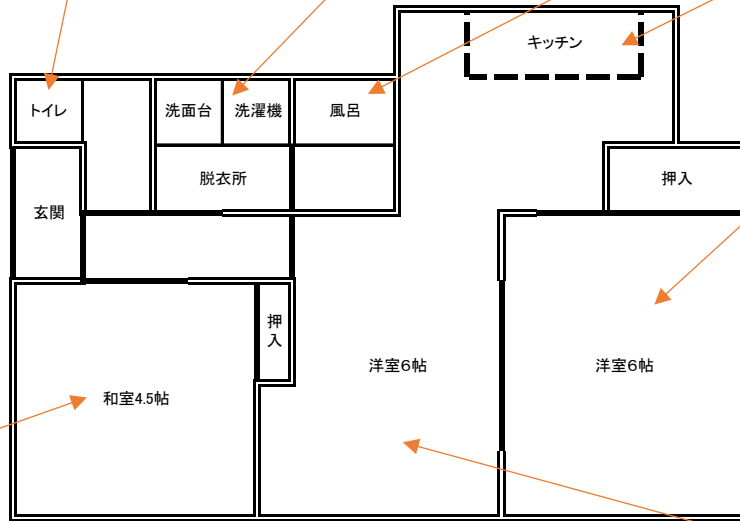 キッチン
トイレ
洗面台
洗濯機
風呂
脱衣所
押入
玄関
押入
洋室6帖
洋室6帖
和室4.5帖